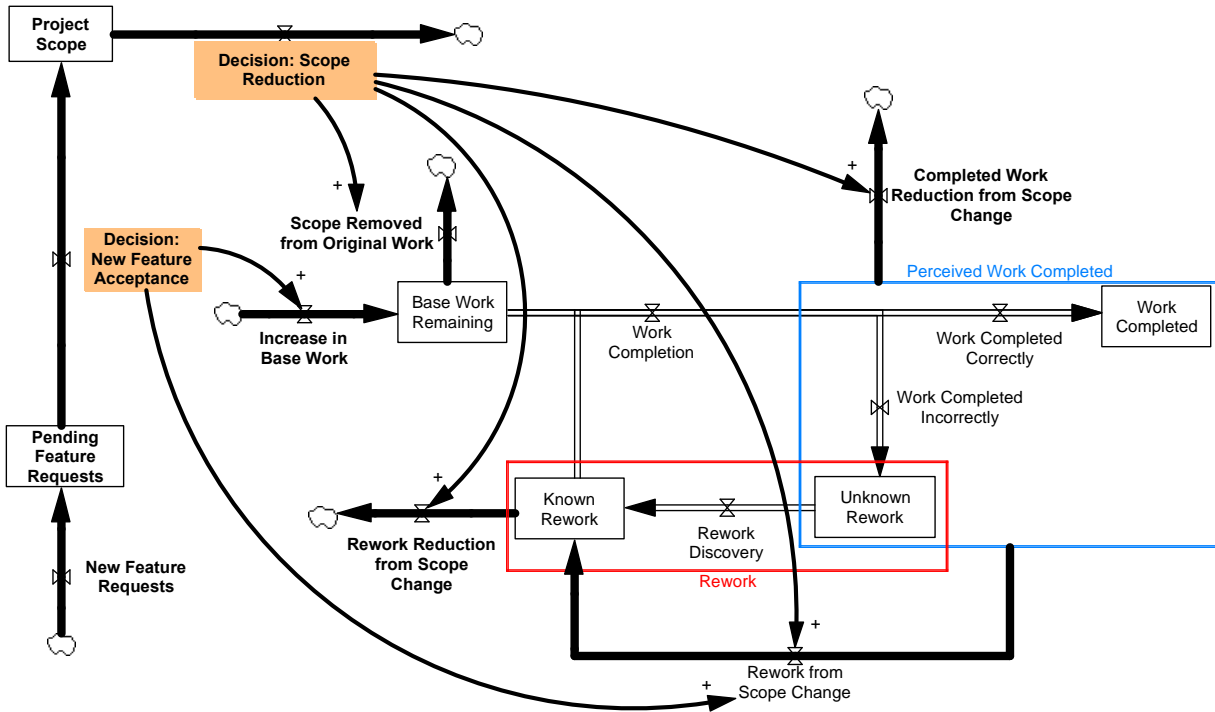 Project
Scope
Decision: Scope
Reduction
+
+
Completed Work
Reduction from Scope
Change
Scope Removed
from Original Work
Decision:
New Feature
Acceptance
+
Perceived Work Completed
Base Work
Remaining
Work
Completed
Increase in
Base Work
Work
Completion
Work Completed
Correctly
Work Completed
Incorrectly
Pending
Feature
Requests
+
Known
Rework
Unknown
Rework
Rework
Discovery
Rework Reduction
from Scope
Change
Rework
New Feature
Requests
+
Rework from
Scope Change
+